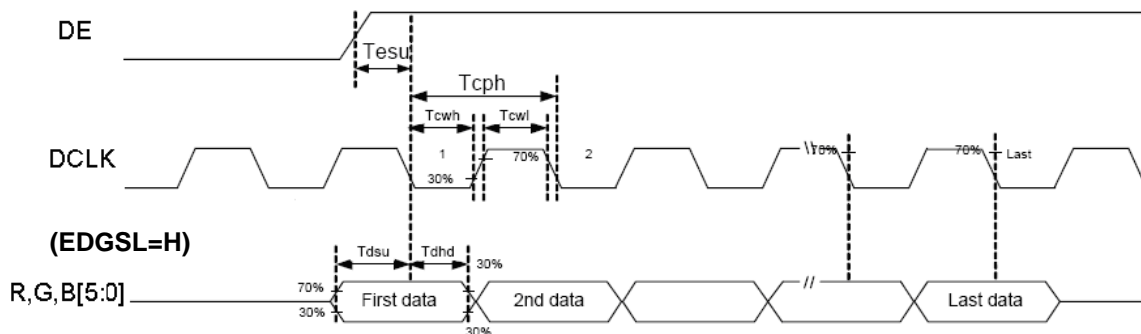 DE
Tesu
Tcph
Tcwh
Tcwl
DCLK
1
70%
2
\\
70%
70%
Last
30%
(EDGSL=H)
Tdsu
Tdhd
30%
R,G,B[5:0]
70%
30%
First data
2nd data
//
Last data
30%